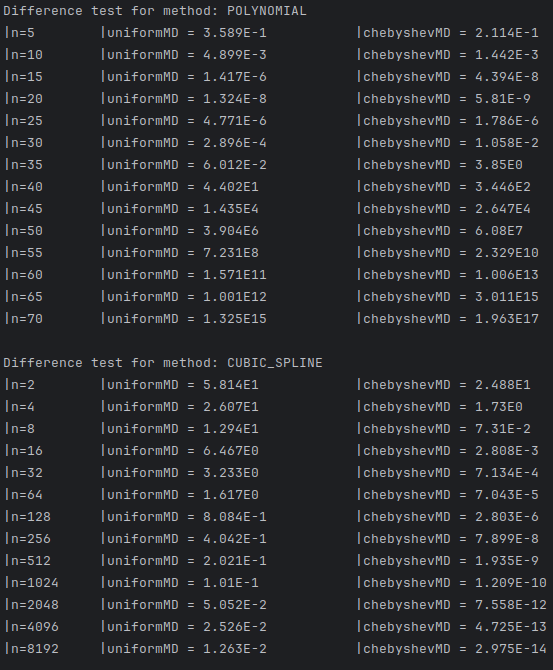 Difference test for method: POLYNOMIAL
|n=5 |uniformMD = 3.589E-1 |chebyshevMD = 2.114E-1
|n=10 |uniformMD = 4.899E-3 |chebyshevMD = 1.442E-3
|n=15 |uniformMD = 1.417E-6 |chebyshevMD = 4.394E-8
|n=20 |uniformMD = 1.324E-8 |chebyshevMD = 5.81E-9
|n=25 |uniformMD = 4.771E-6 |chebyshevMD = 1.786E-6
|n=30 |uniformMD = 2.896E-4 |chebyshevMD = 1.058E-2
|n=35 |uniformMD = 6.012E-2 |chebyshevMD = 3.85E0
|n=40 |uniformMD = 4.402E1 |chebyshevMD = 3.446E2
|n=45 |uniformMD = 1.435E4 |chebyshevMD = 2.647E4
|n=50 |uniformMD = 3.904E6 |chebyshevMD = 6.08E7
|n=55 |uniformMD = 7.231E8 |chebyshevMD = 2.329E10
|n=60 |uniformMD = 1.571E11 |chebyshevMD = 1.006E13
|n=65 |uniformMD = 1.001E12 |chebyshevMD = 3.011E15
|n=70 |uniformMD = 1.325E15 |chebyshevMD = 1.963E17
Difference test for method: CUBIC_SPLINE
|n=2 |uniformMD = 5.814E1 |chebyshevMD = 2.488E1
|n=4 |uniformMD = 2.607E1 |chebyshevMD = 1.73E0
|n=8 |uniformMD = 1.294E1 |chebyshevMD = 7.31E-2
|n=16 |uniformMD = 6.467E0 |chebyshevMD = 2.808E-3
|n=32 |uniformMD = 3.233E0 |chebyshevMD = 7.134E-4
|n=64 |uniformMD = 1.617E0 |chebyshevMD = 7.043E-5
|n=128 |uniformMD = 8.084E-1 |chebyshevMD = 2.803E-6
|n=256 |uniformMD = 4.042E-1 |chebyshevMD = 7.899E-8
|n=512 |uniformMD = 2.021E-1 |chebyshevMD = 1.935E-9
|n=1024 |uniformMD = 1.01E-1 |chebyshevMD = 1.209E-10
|n=2048 |uniformMD = 5.052E-2 |chebyshevMD = 7.558E-12
|n=4096 |uniformMD = 2.526E-2 |chebyshevMD = 4.725E-13
|n=8192 |uniformMD = 1.263E-2 |chebyshevMD = 2.975E-14